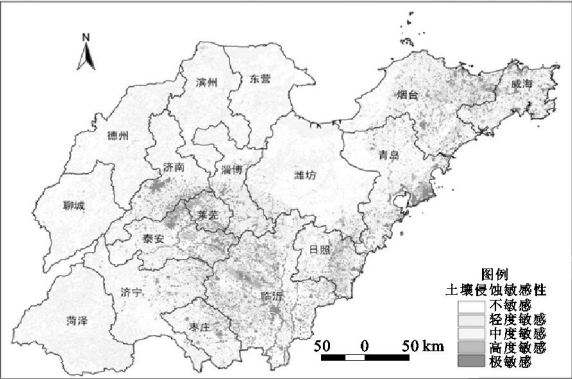 N
滨州
东营
烟台
威海
德州
济南
淄博
潍坊
青岛
聊城
莱芜
泰安
日照
济宁
临沂
菏泽
枣庄
图例
土壤侵蚀敏感性
不敏感
轻度敏感
中度敏感
高度敏感
极敏感
50 0 50 km